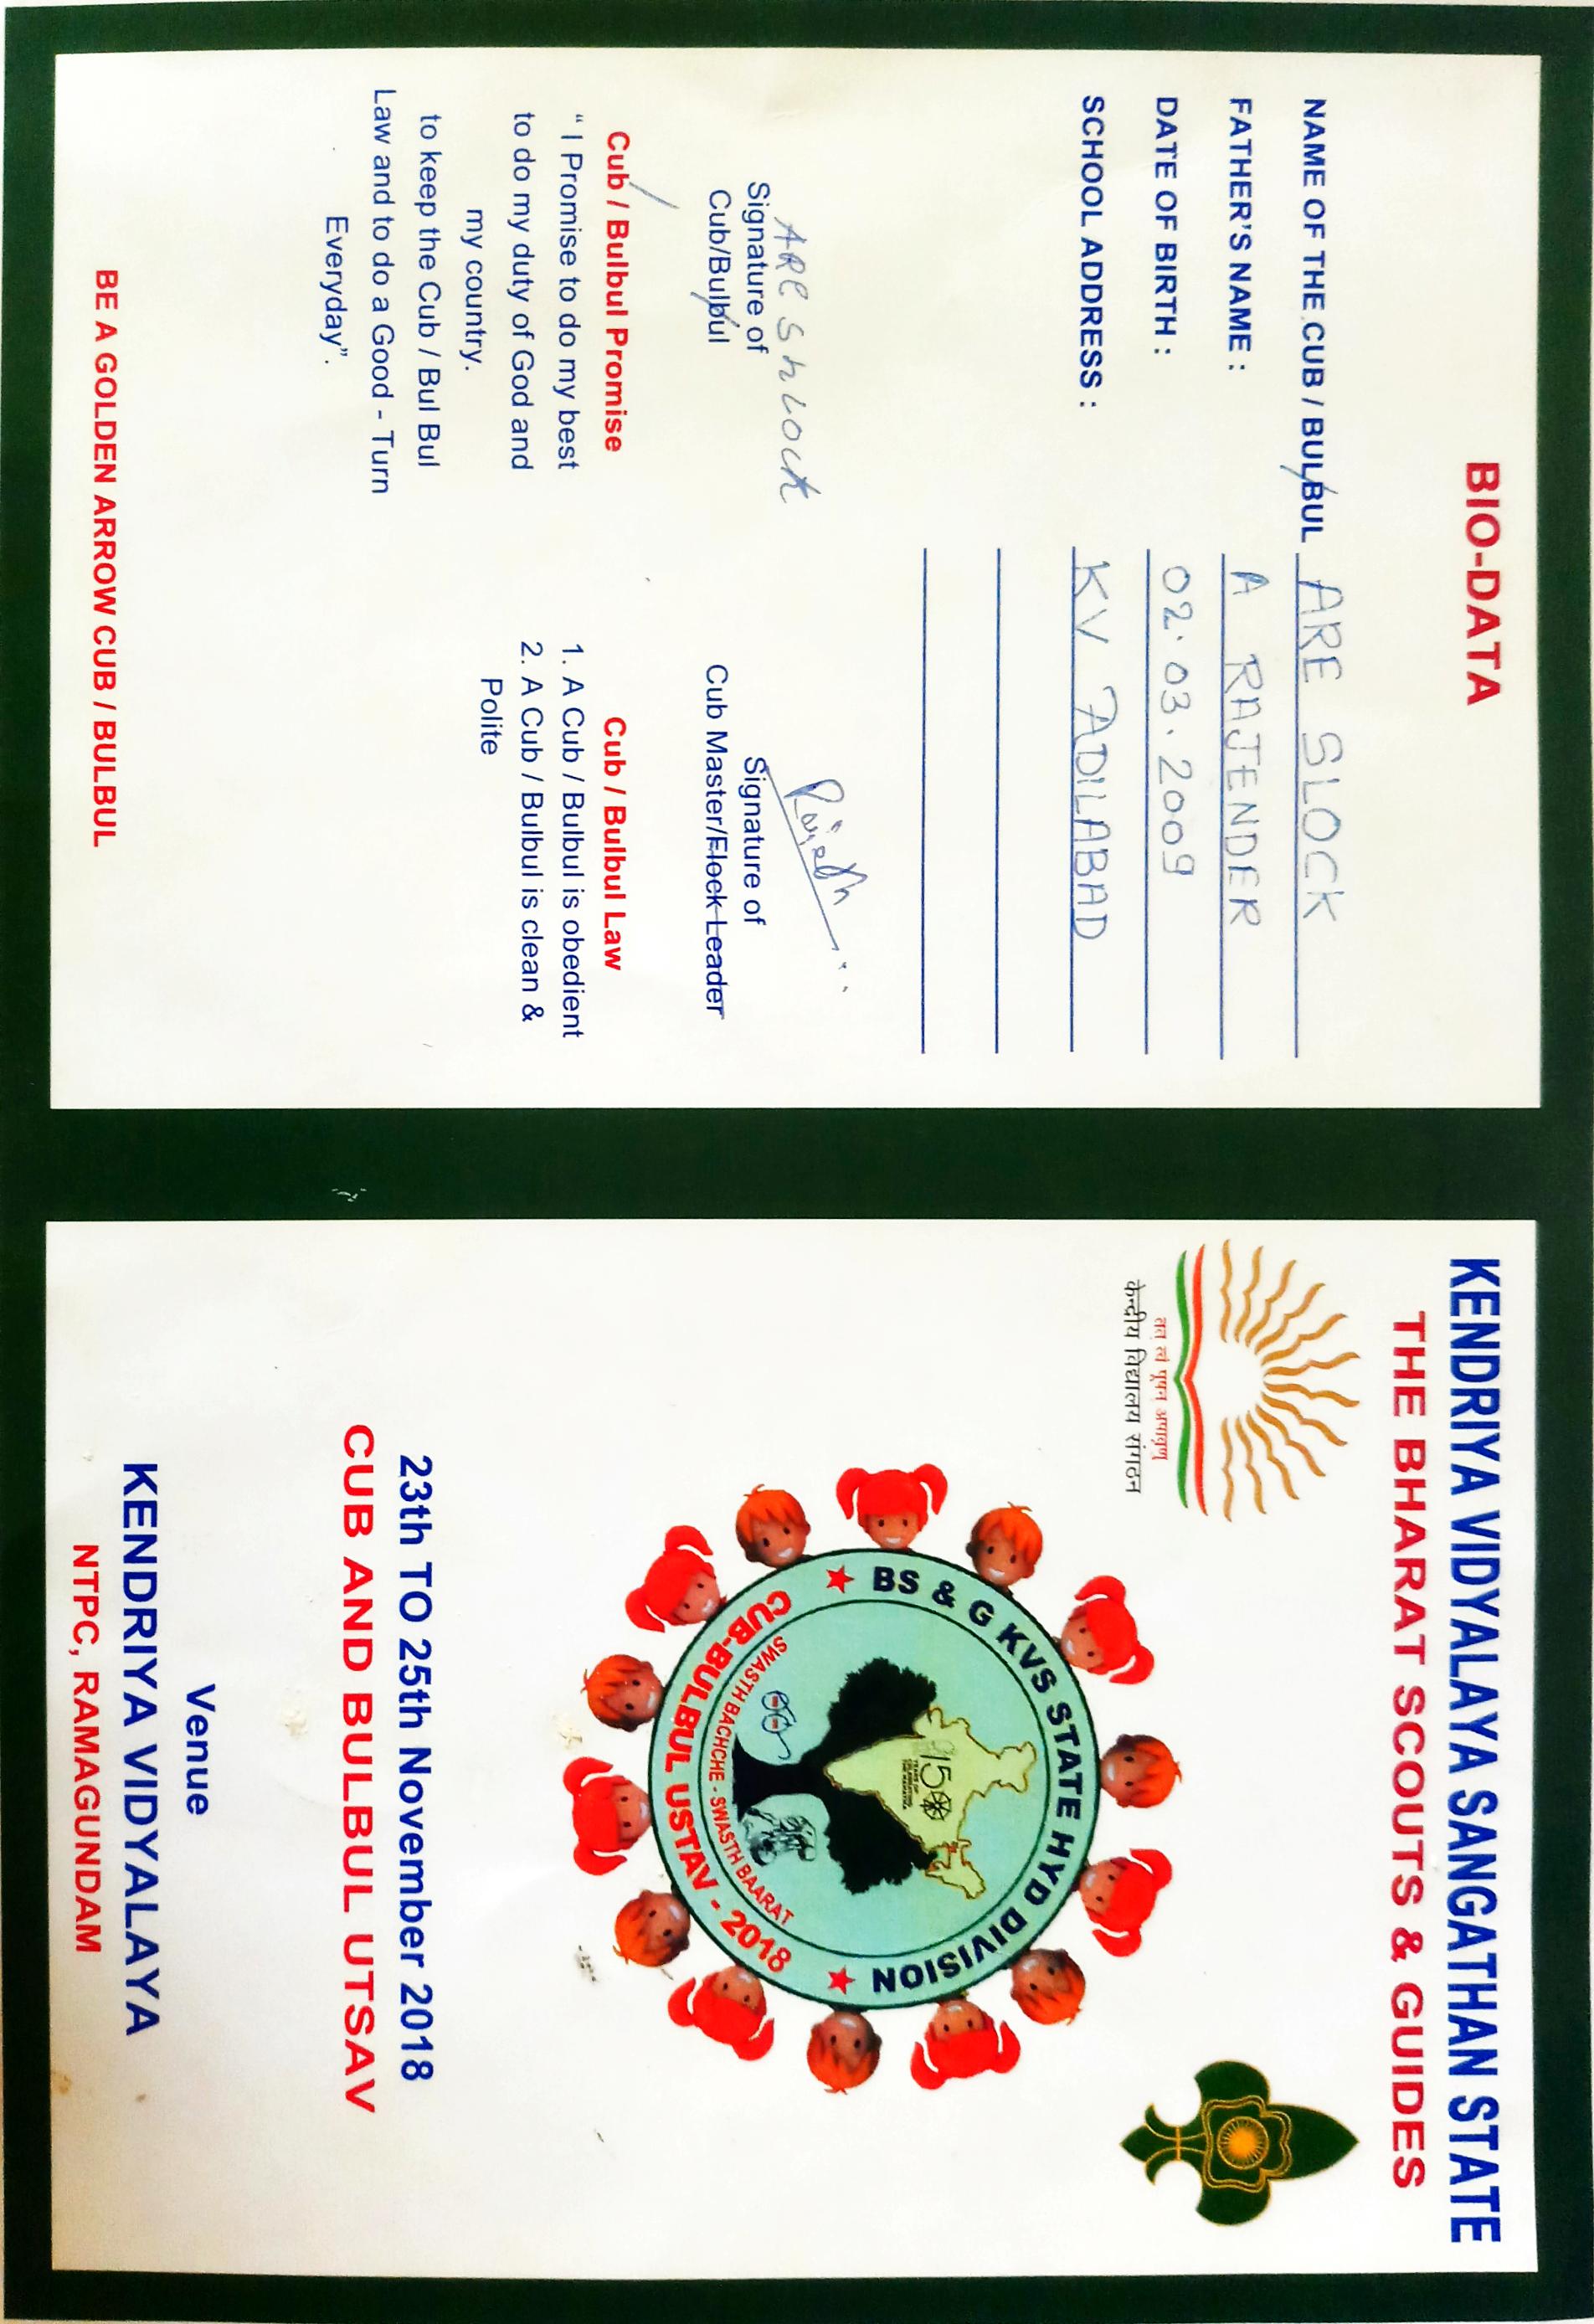 BIO-DATA
NAME OF THE CUB / BULBUL ARE SLOCK
FATHER'S NAME : A RAJENDER
DATE OF BIRTH : 02.03.2009
SCHOOL ADDRESS : KV ADILABAD
ARE ShLOCK
Signature of
Cub/Bulbul
Signature of
Cub Master/Flock Leader
Cub / Bulbul Promise
“ I Promise to do my best
to do my duty of God and
my country.
to keep the Cub / Bul Bul
Law and to do a Good - Turn
Everyday”.
Cub / Bulbul Law
1. A Cub / Bulbul is obedient
2. A Cub / Bulbul is clean &
Polite
BE A GOLDEN ARROW CUB / BULBUL
KENDRIYA VIDYALAYA SANGATHAN STATE
THE BHARAT SCOUTS & GUIDES
तत् त्वं पूषन् अपावृणु
केन्द्रीय विद्यालय संगठन
BS & G KVS STATE HYD DIVISION
150
YEARS OF
CELEBRATING
THE MAHATMA
SWASTH BACHCHE - SWASTH BAARAT
CUB-BULBUL USTAV - 2018
23th TO 25th November 2018
CUB AND BULBUL UTSAV
Venue
KENDRIYA VIDYALAYA
NTPC, RAMAGUNDAM